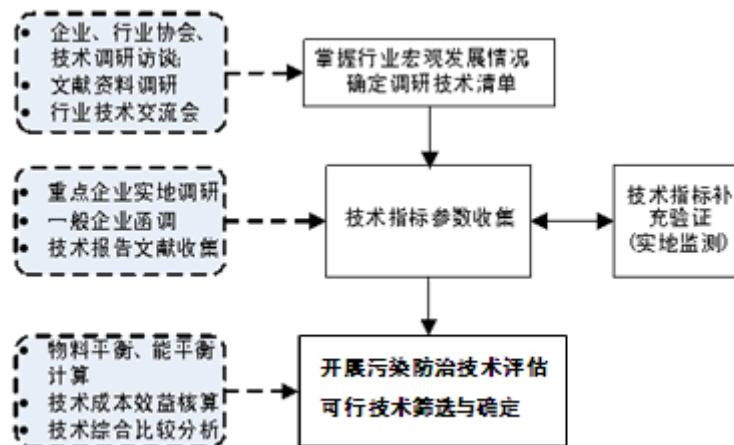 • 企业、行业协会、
技术调研访谈;
• 文献资料调研
• 行业技术交流会
掌握行业宏观发展情况
确定调研技术清单
• 重点企业实地调研
• 一般企业函调
• 技术报告文献收集
技术指标参数收集
技术指标补
充验证
(实地监测)
• 物料平衡、能平衡
计算
• 技术成本效益核算
• 技术综合比较分析
开展污染防治技术评估
可行技术筛选与确定